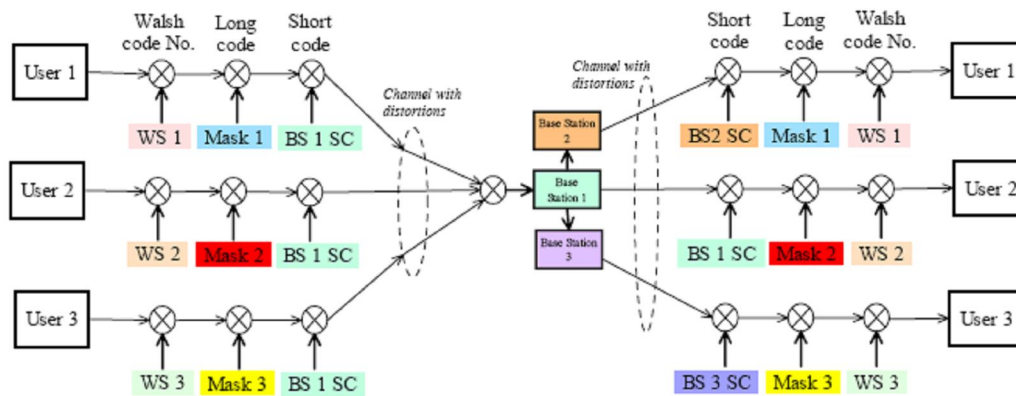 Walsh
code No.
Long
code
Short
code
User 1
WS 1
Mask 1
BS 1 SC
Channel with
distortions
User 2
WS 2
Mask 2
BS 1 SC
User 3
WS 3
Mask 3
BS 1 SC
Base Station
2
Base
Station 1
Base Station
3
Channel with
distortions
Short
code
Long
code
Walsh
code No.
BS2 SC
Mask 1
WS 1
User 1
BS 1 SC
Mask 2
WS 2
User 2
BS 3 SC
Mask 3
WS 3
User 3